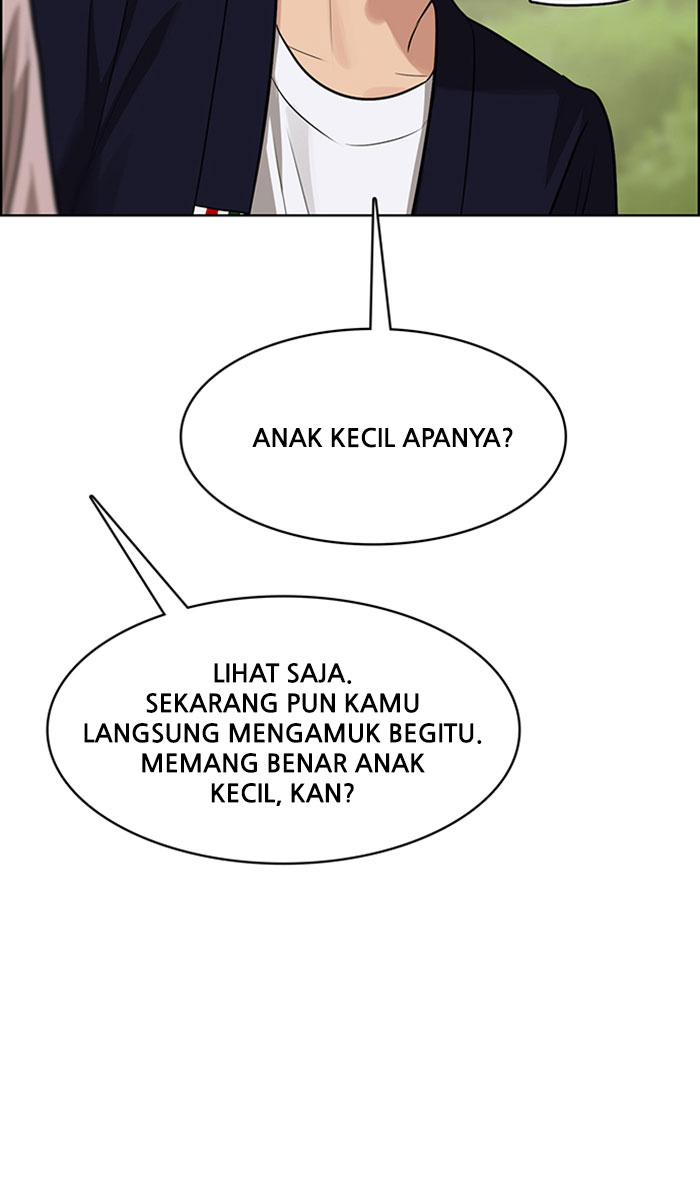 ANAK KECIL APANYA?
LIHAT SAJA.
SEKARANG PUN KAMU
LANGSUNG MENGAMUK BEGITU.
MEMANG BENAR ANAK
KECIL, KAN?